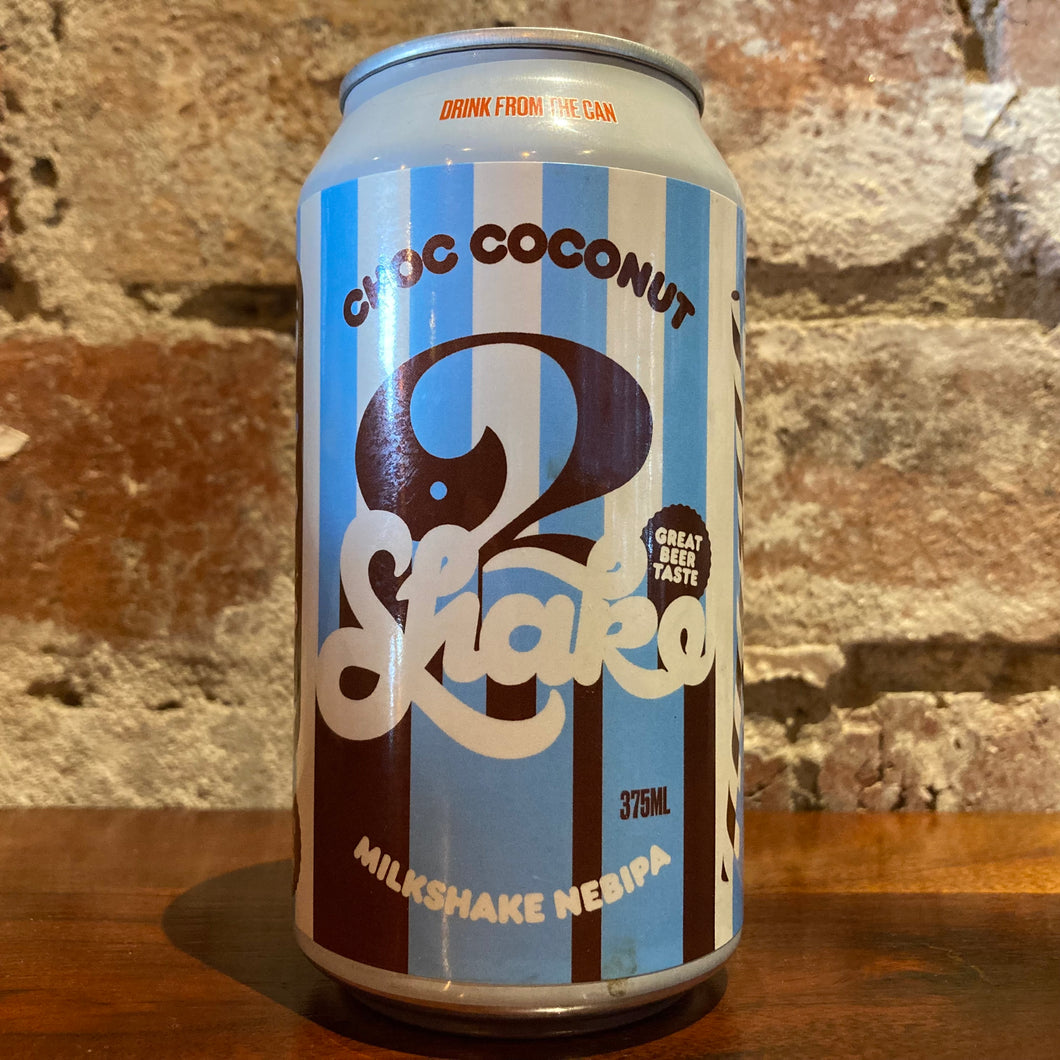 DRINK FROM THE CAN
CHOC COCONUT
2
Shake
GREAT
BEER
TASTE
375ML
MILKSHAKE NEBIPA